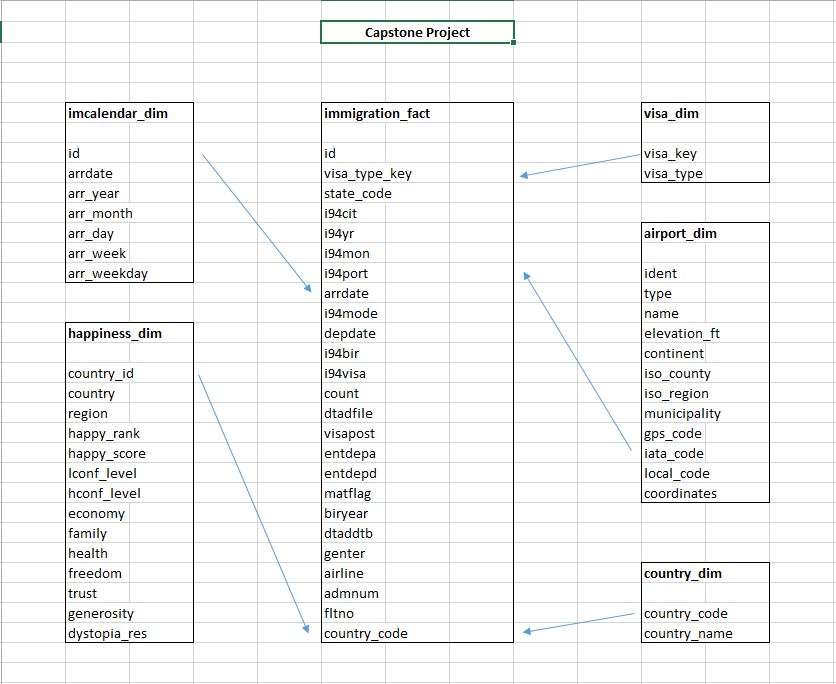 Capstone Project
imcalendar_dim
id
arrdate
arr_year
arr_month
arr_day
arr_week
arr_weekday
happiness_dim
country_id
country
region
happy_rank
happy_score
lconf_level
hconf_level
economy
family
health
freedom
trust
generosity
dystopia_res
immigration_fact
id
visa_type_key
state_code
i94cit
i94yr
i94mon
i94port
arrdate
i94mode
depdate
i94bir
i94visa
count
dtadfile
visapost
entdepa
entdepd
matflag
biryear
dtaddtb
genter
airline
admnum
fltno
country_code
visa_dim
visa_key
visa_type
airport_dim
ident
type
name
elevation_ft
continent
iso_county
iso_region
municipality
gps_code
iata_code
local_code
coordinates
country_dim
country_code
country_name